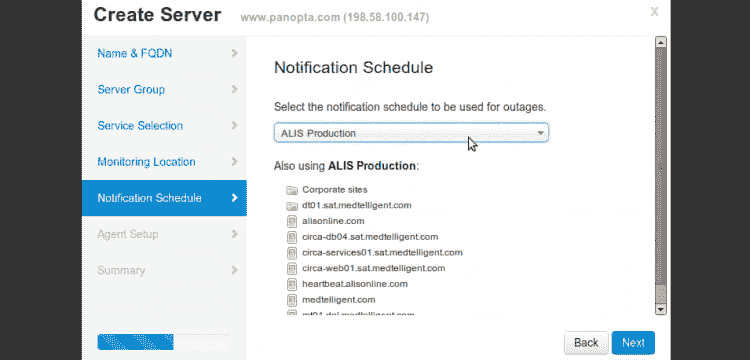 Create Server www.panopta.com (198.58.100.147) x
Name & FQDN
Server Group
Service Selection
Monitoring Location
Notification Schedule
Agent Setup
Summary
Notification Schedule
Select the notification schedule to be used for outages.
ALIS Production
Also using ALIS Production:
Corporate sites
dt01.sat.medtelligent.com
alisonline.com
circa-db04.sat.medtelligent.com
circa-services01.sat.medtelligent.com
circa-web01.sat.medtelligent.com
heartbeat.alisonline.com
medtelligent.com
Back Next